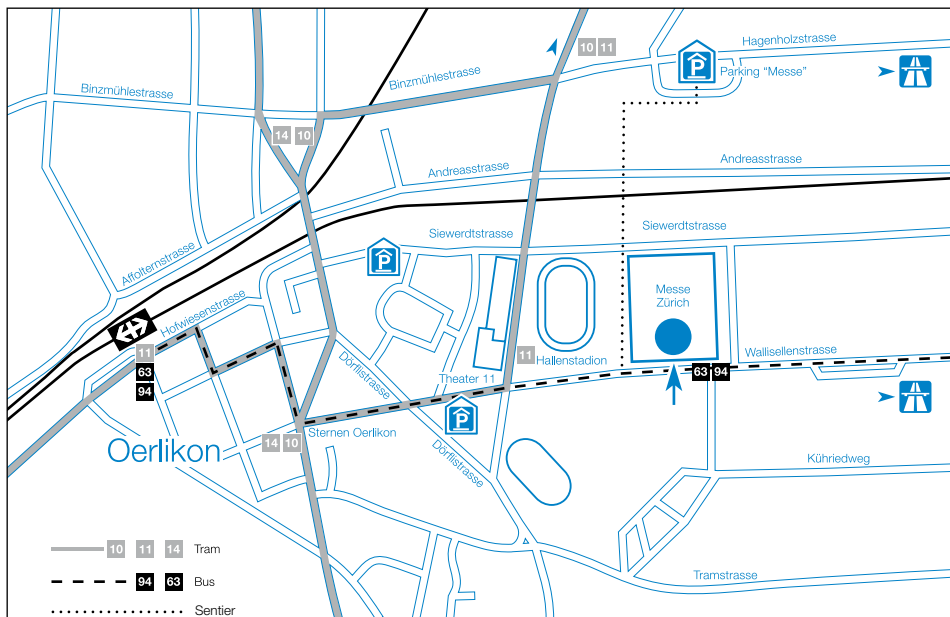 10 11
Hagenholzstrasse
P
Parking "Messe"
Binzmühlestrasse
Binzmühlestrasse
14 10
Andreasstrasse
Andreasstrasse
Siewerdtstrasse
Siewerdtstrasse
Affolternstrasse
P
Hofwiesenstrasse
Messe
Zürich
11
63
94
11
Hallenstadion
Wallisellenstrasse
Dörflistrasse
Theater 11
63 94
P
Sternen Oerlikon
14 10
Oerlikon
Dörflistrasse
Kühriedweg
Tramstrasse
10 11 14 Tram
94 63 Bus
Sentier